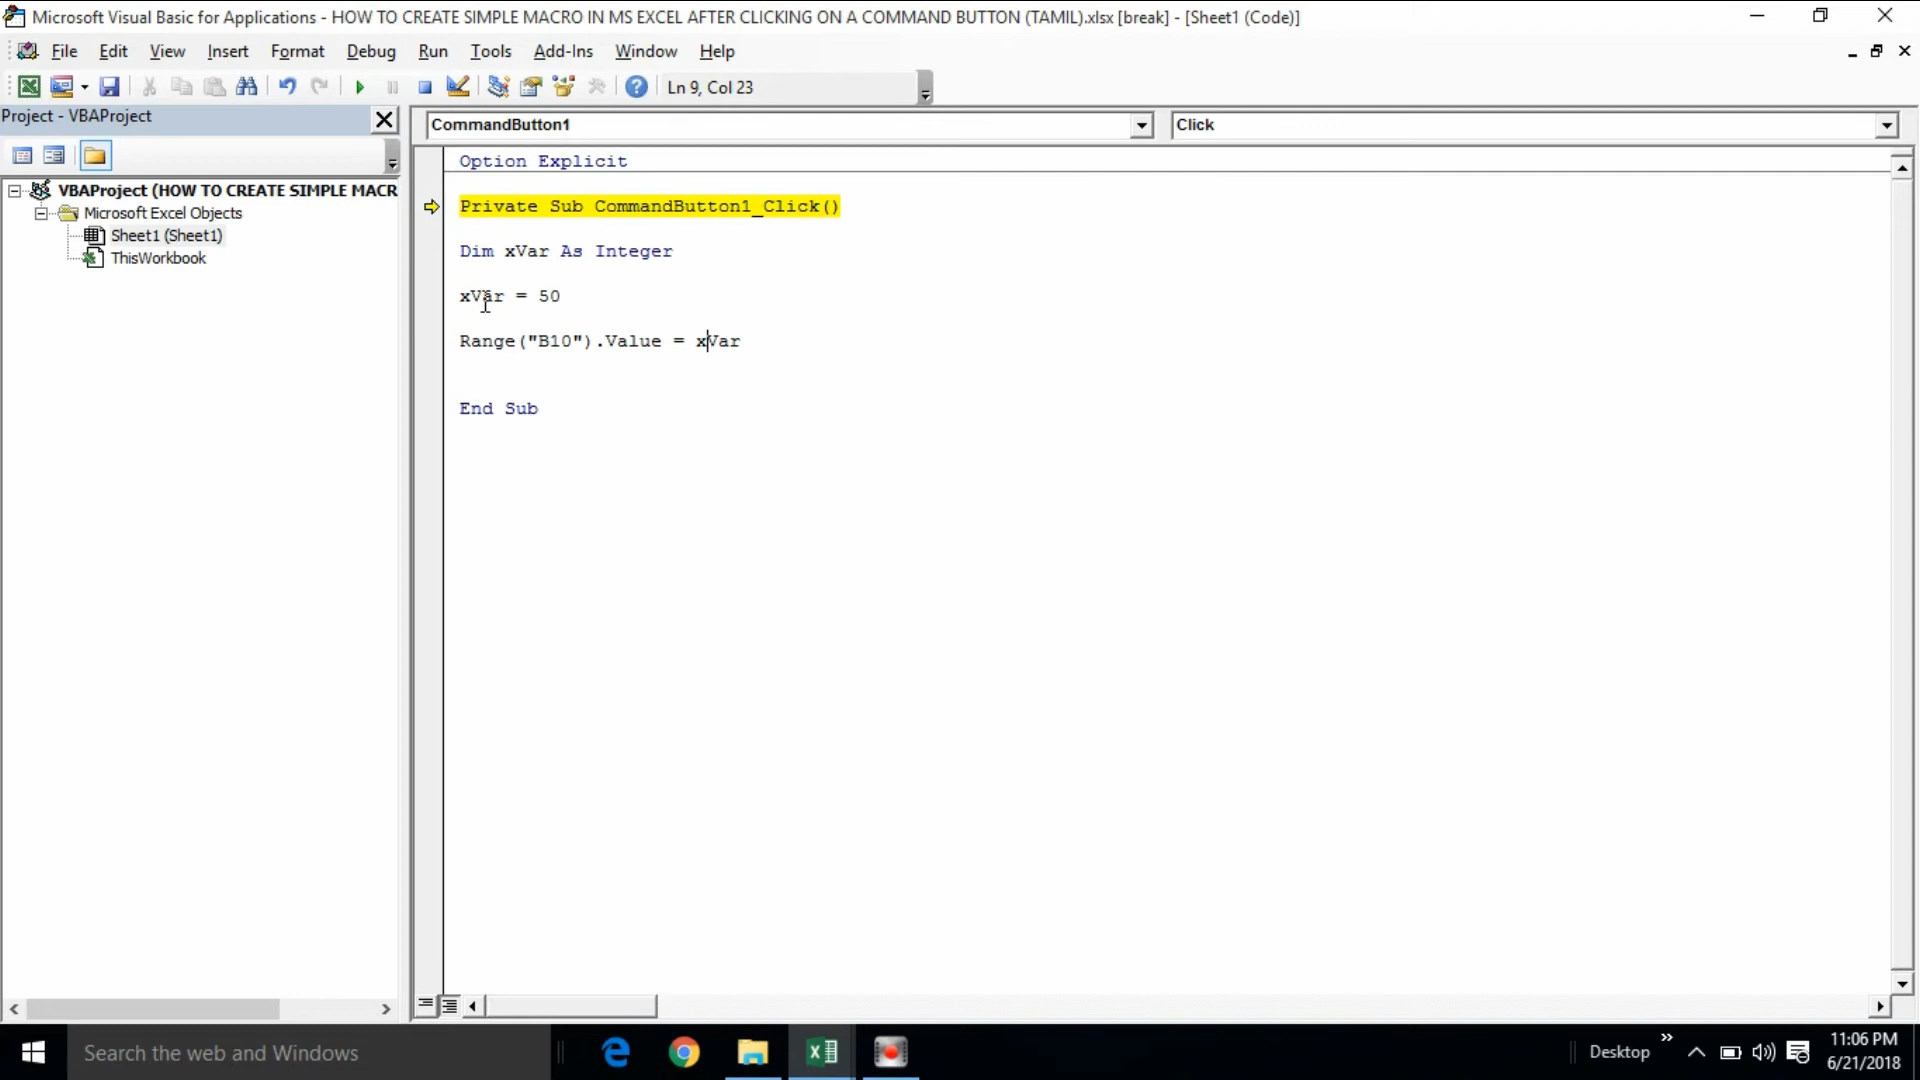 Microsoft Visual Basic for Applications - HOW TO CREATE SIMPLE MACRO IN MS EXCEL AFTER CLICKING ON A COMMAND BUTTON (TAMIL).xlsx [break] - [Sheet1 (Code)]
File Edit View Insert Format Debug Run Tools Add-Ins Window Help
Ln 9, Col 23
Project - VBAProject
CommandButton1
Click
VBAProject (HOW TO CREATE SIMPLE MACR
Microsoft Excel Objects
Sheet1 (Sheet1)
ThisWorkbook
Option Explicit
Private Sub CommandButton1_Click()
Dim xVar As Integer
xVar = 50
Range("B10").Value = xVar
End Sub
Search the web and Windows
Desktop
11:06 PM
6/21/2018